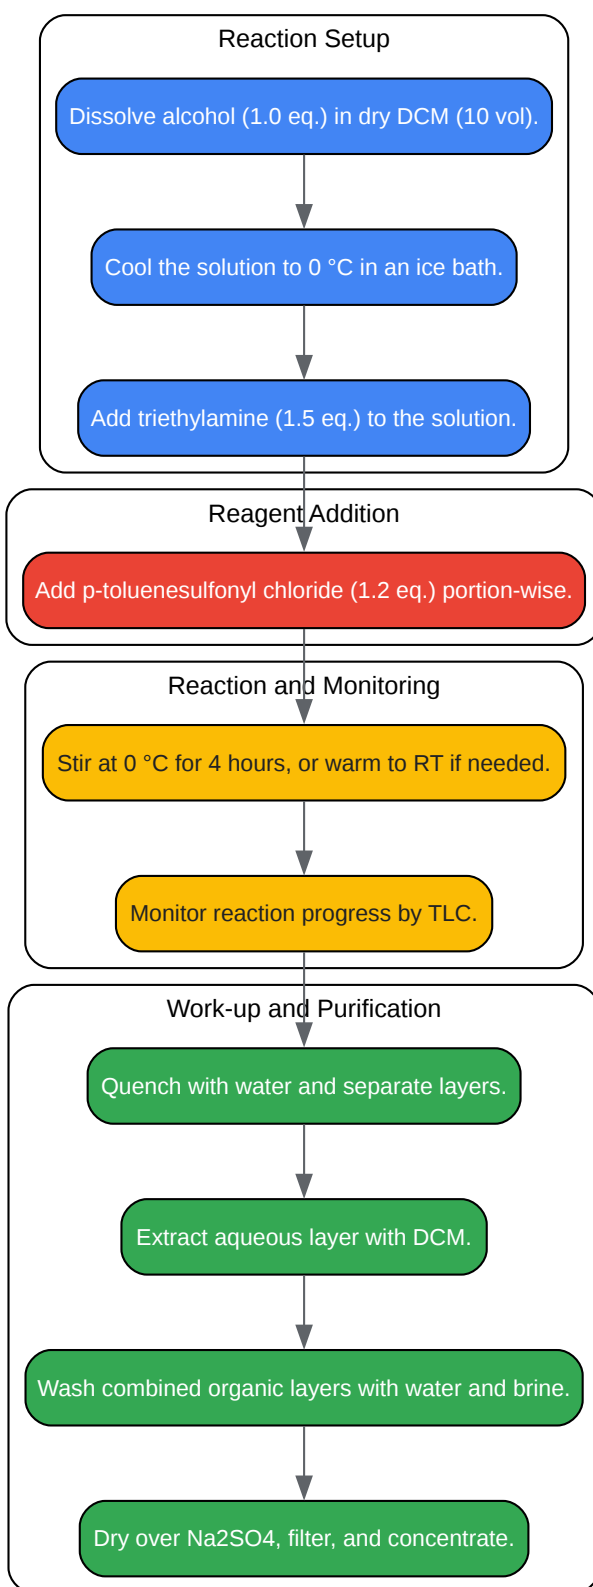 Reaction Setup
Dissolve alcohol (1.0 eq.) in dry DCM (10 vol).
Cool the solution to 0 °C in an ice bath.
Add triethylamine (1.5 eq.) to the solution.
Reagent Addition
Add p-toluenesulfonyl chloride (1.2 eq.) portion-wise.
Reaction and Monitoring
Stir at 0 °C for 4 hours, or warm to RT if needed.
Monitor reaction progress by TLC.
Work-up and Purification
Quench with water and separate layers.
Extract aqueous layer with DCM.
Wash combined organic layers with water and brine.
Dry over Na2SO4, filter, and concentrate.